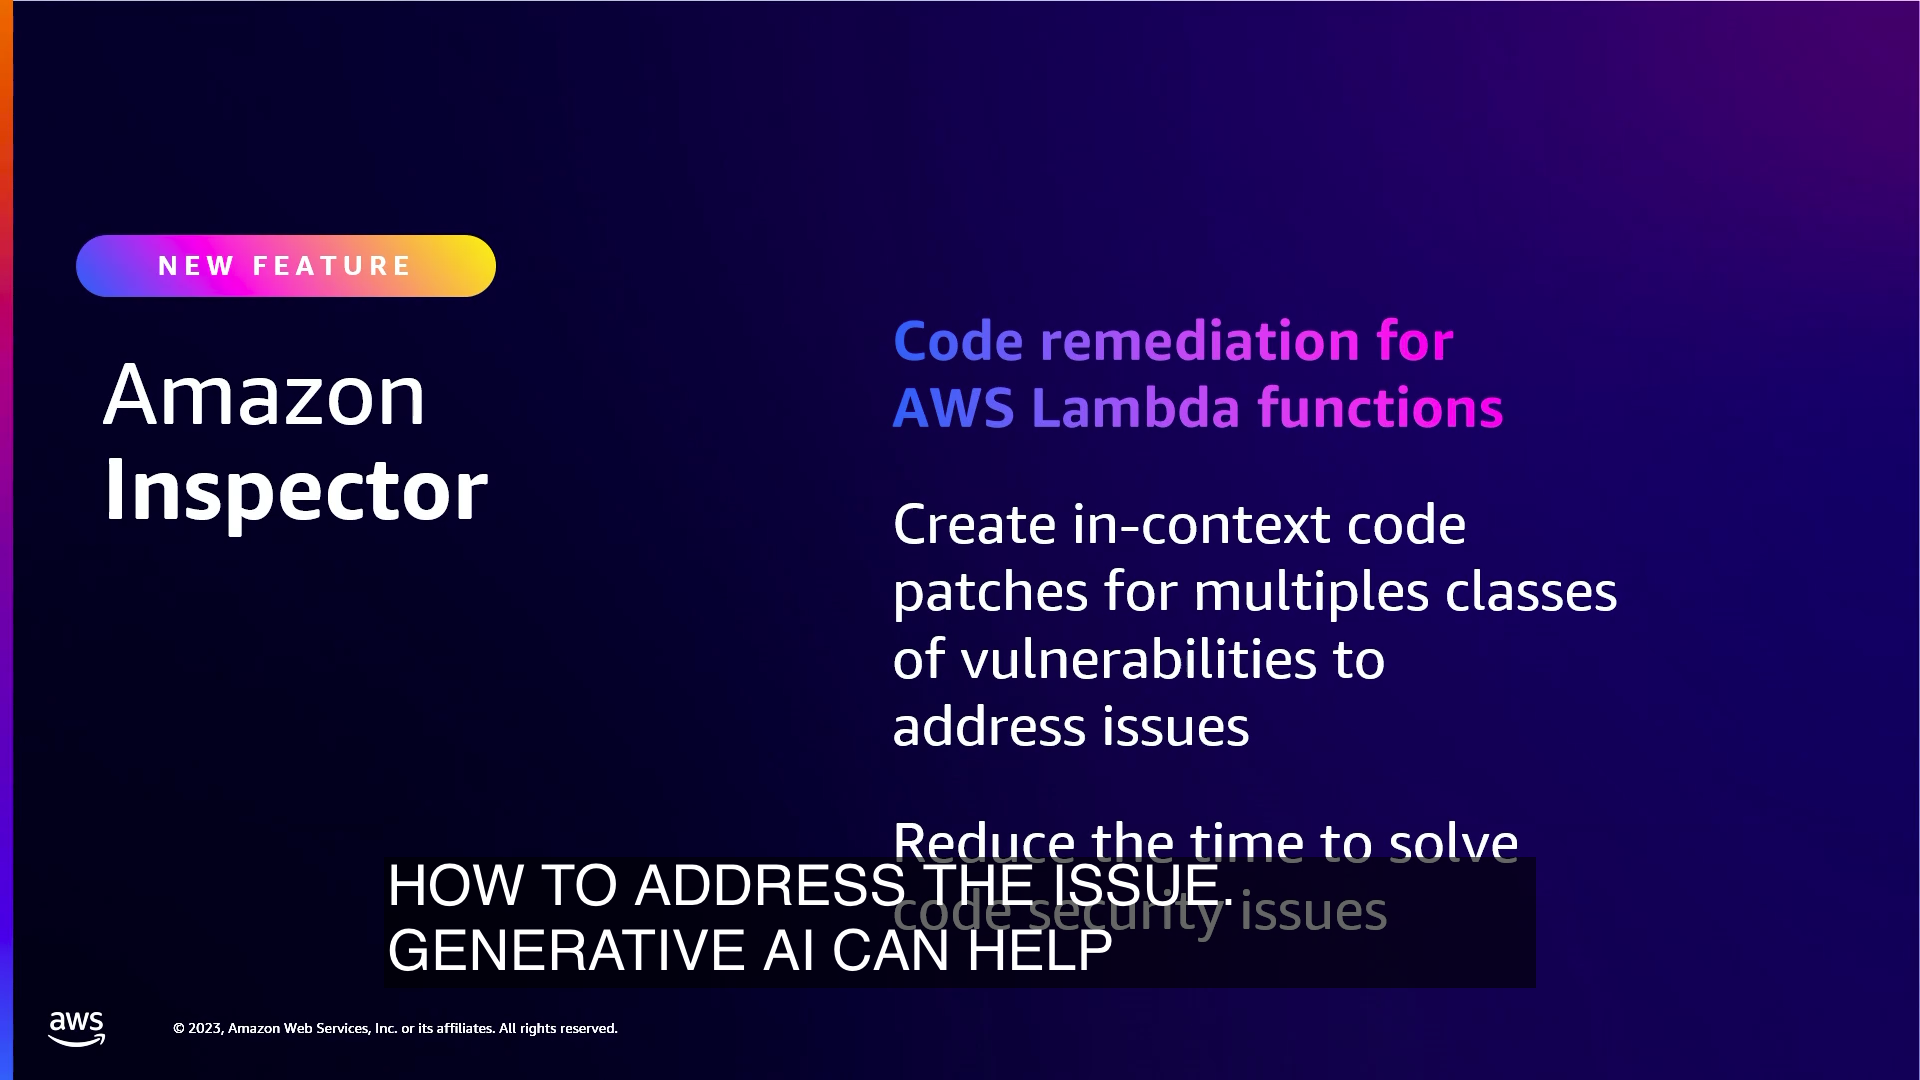 NEW FEATURE
Amazon
Inspector
Code remediation for
AWS Lambda functions
Create in-context code
patches for multiples classes
of vulnerabilities to
address issues
Reduce the time to solve
code security issues
HOW TO ADDRESS THE ISSUE.
GENERATIVE AI CAN HELP
aws
© 2023, Amazon Web Services, Inc. or its affiliates. All rights reserved.